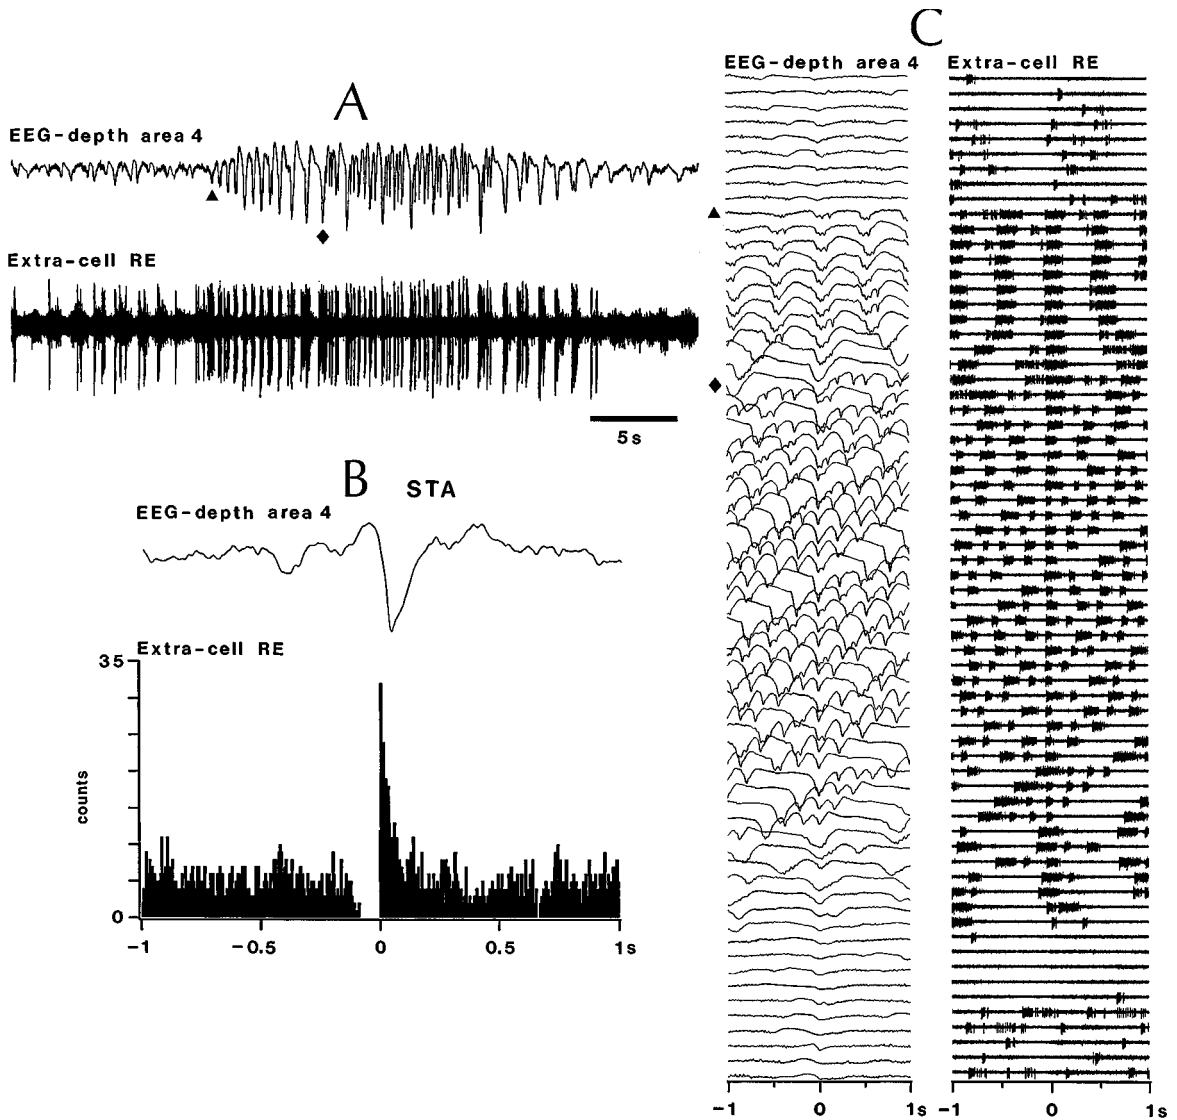 A
EEG-depth area 4
Extra-cell RE
5s
B STA
EEG-depth area 4
Extra-cell RE
35
counts
0
-1 -0.5 0 0.5 1s
C
EEG-depth area 4 Extra-cell RE
-1 0 1s -1 0 1s